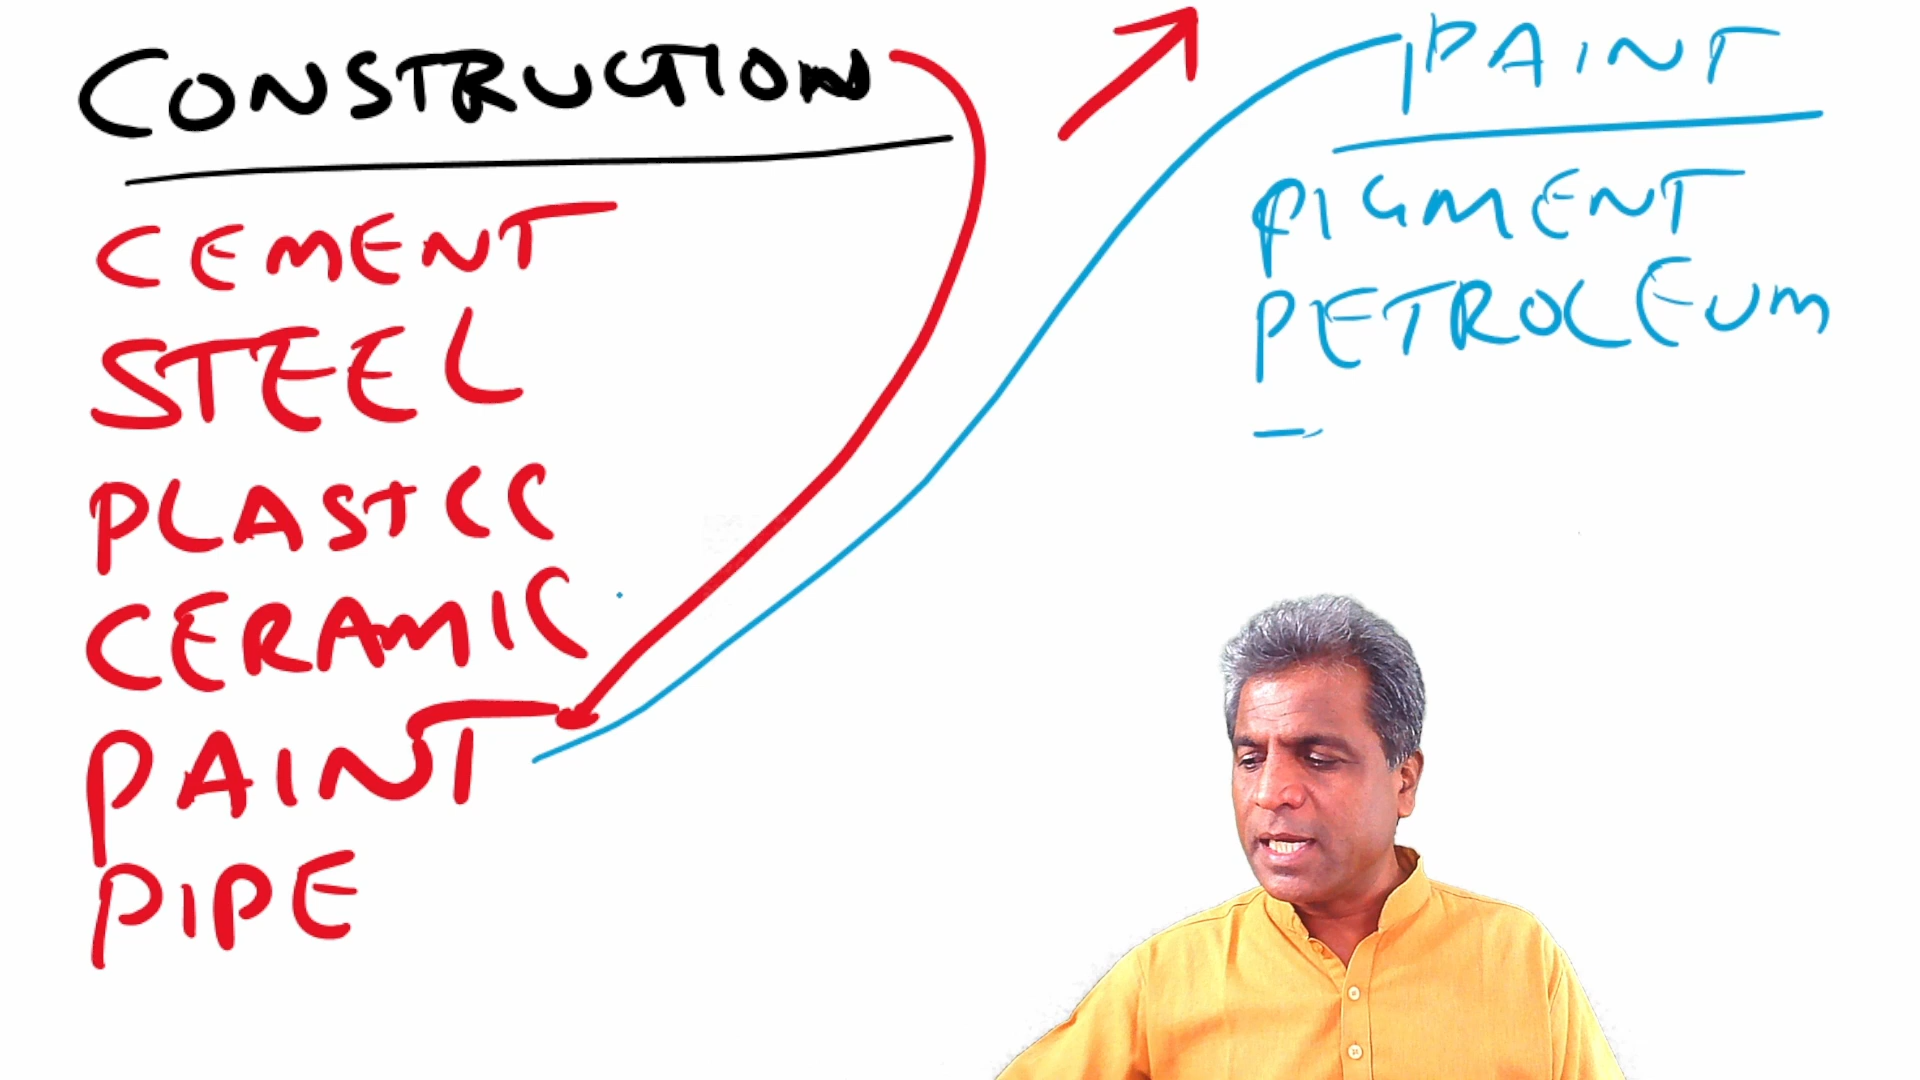 CONSTRUCTION
CEMENT
STEEL
PLASTIC
CERAMIC
PAINT
PIPE
PAINT
PIGMENT
PETROLEUM